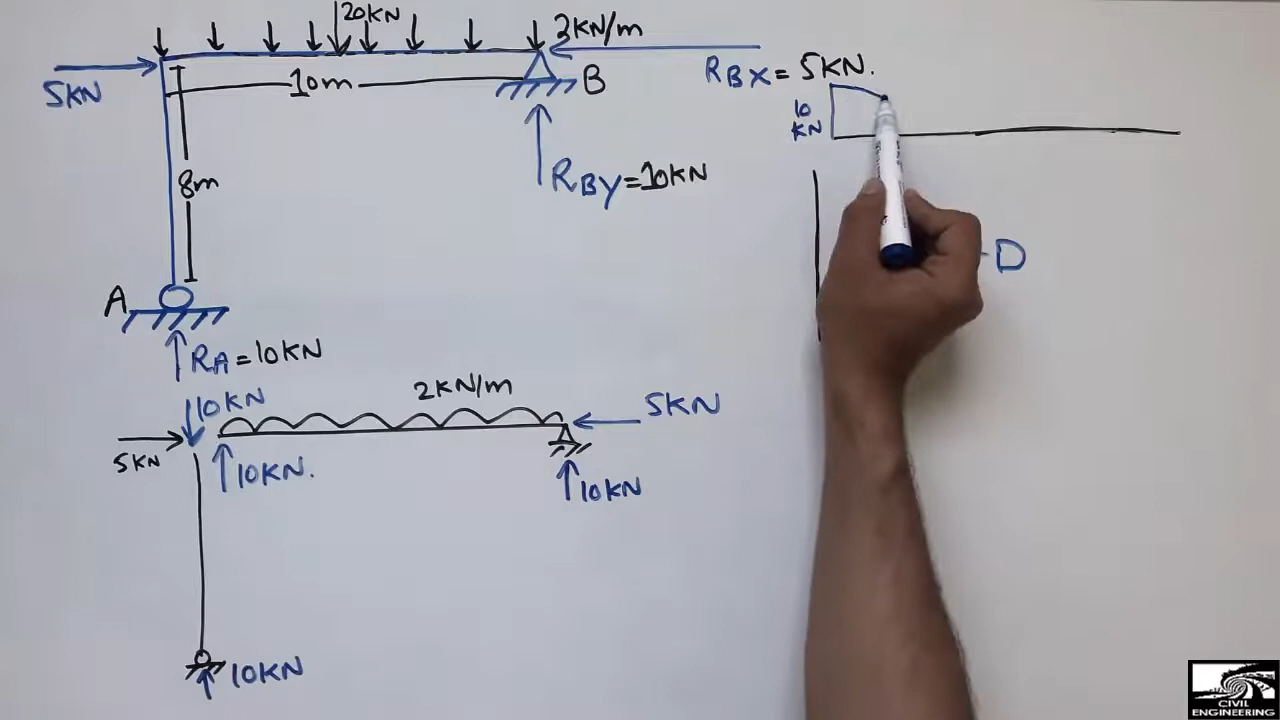 20KN
2KN/m
5KN
10m
B
RBX = 5KN.
10
KN
8m
RBY=10KN
D
A
RA=10KN
10KN
2KN/m
5KN
5KN
10KN.
10KN
10KN
CIVIL
ENGINEERING